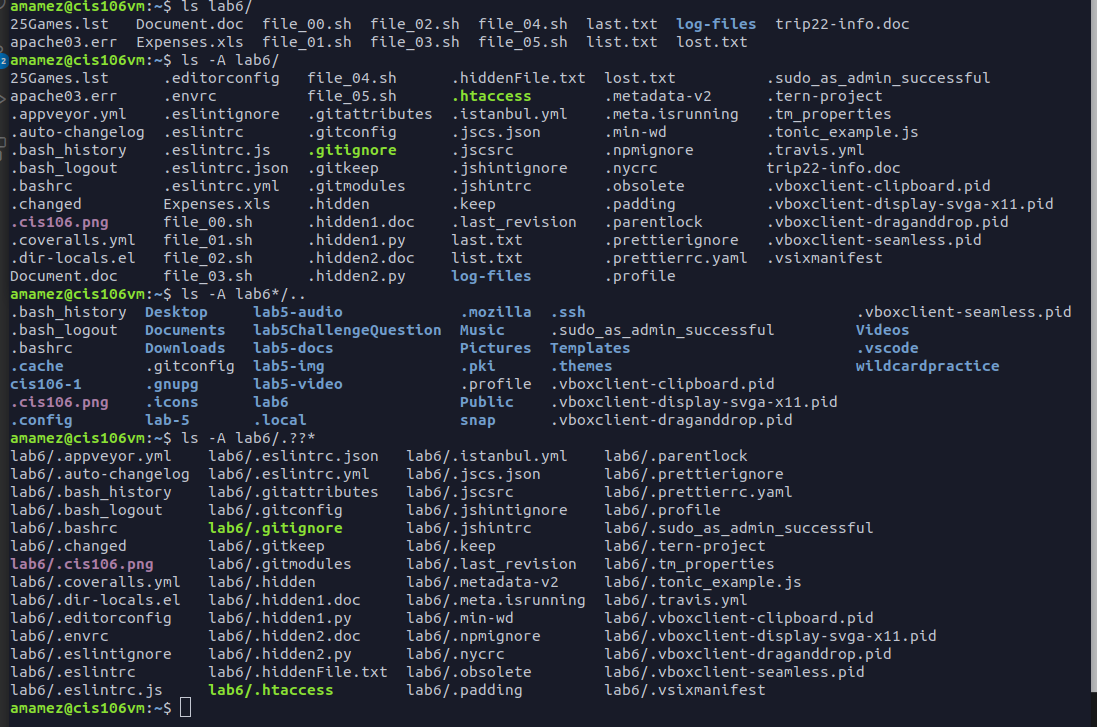 amamez@cis106vm:~$ ls lab6/
25Games.lst   Document.doc  file_00.sh  file_02.sh  file_04.sh  last.txt  log-files  trip22-info.doc
apache03.err  Expenses.xls  file_01.sh  file_03.sh  file_05.sh  list.txt  lost.txt
amamez@cis106vm:~$ ls -A lab6/
25Games.lst      .editorconfig   file_04.sh      .hiddenFile.txt  lost.txt         .sudo_as_admin_successful
apache03.err     .envrc          file_05.sh      .htaccess        .metadata-v2     .tern-project
.appveyor.yml    .eslintignore   .gitattributes  .istanbul.yml    .meta.isrunning  .tm_properties
.auto-changelog  .eslintrc       .gitconfig      .jscs.json       .min-wd          .tonic_example.js
.bash_history    .eslintrc.js    .gitignore      .jscsrc          .npmignore       .travis.yml
.bash_logout     .eslintrc.json  .gitkeep        .jshintignore    .nycrc           trip22-info.doc
.bashrc          .eslintrc.yml   .gitmodules     .jshintrc        .obsolete        .vboxclient-clipboard.pid
.changed         Expenses.xls    .hidden         .keep            .padding         .vboxclient-display-svga-x11.pid
.cis106.png      file_00.sh      .hidden1.doc    .last_revision   .parentlock      .vboxclient-draganddrop.pid
.coveralls.yml   file_01.sh      .hidden1.py     last.txt         .prettierignore  .vboxclient-seamless.pid
.dir-locals.el   file_02.sh      .hidden2.doc    list.txt         .prettierrc.yaml  .vsixmanifest
Document.doc     file_03.sh      .hidden2.py     log-files        .profile
amamez@cis106vm:~$ ls -A lab6*/..
.bash_history  Desktop     lab5-audio              .mozilla  .ssh                              .vboxclient-seamless.pid
.bash_logout   Documents   lab5ChallengeQuestion  Music     .sudo_as_admin_successful         Videos
.bashrc        Downloads   lab5-docs               Pictures  Templates                         .vscode
.cache         .gitconfig  lab5-img                .pki      .themes                           wildcardpractice
cis106-1       .gnupg      lab5-video              .profile  .vboxclient-clipboard.pid
.cis106.png    .icons      lab6                    Public    .vboxclient-display-svga-x11.pid
.config        lab-5       .local                  snap      .vboxclient-draganddrop.pid
amamez@cis106vm:~$ ls -A lab6/.??*
lab6/.appveyor.yml    lab6/.eslintrc.json   lab6/.istanbul.yml    lab6/.parentlock
lab6/.auto-changelog  lab6/.eslintrc.yml    lab6/.jscs.json       lab6/.prettierignore
lab6/.bash_history    lab6/.gitattributes   lab6/.jscsrc          lab6/.prettierrc.yaml
lab6/.bash_logout     lab6/.gitconfig       lab6/.jshintignore    lab6/.profile
lab6/.bashrc          lab6/.gitignore       lab6/.jshintrc        lab6/.sudo_as_admin_successful
lab6/.changed         lab6/.gitkeep         lab6/.keep            lab6/.tern-project
lab6/.cis106.png      lab6/.gitmodules      lab6/.last_revision   lab6/.tm_properties
lab6/.coveralls.yml   lab6/.hidden          lab6/.metadata-v2     lab6/.tonic_example.js
lab6/.dir-locals.el   lab6/.hidden1.doc     lab6/.meta.isrunning  lab6/.travis.yml
lab6/.editorconfig    lab6/.hidden1.py      lab6/.min-wd          lab6/.vboxclient-clipboard.pid
lab6/.envrc           lab6/.hidden2.doc     lab6/.npmignore       lab6/.vboxclient-display-svga-x11.pid
lab6/.eslintignore    lab6/.hidden2.py      lab6/.nycrc           lab6/.vboxclient-draganddrop.pid
lab6/.eslintrc        lab6/.hiddenFile.txt  lab6/.obsolete        lab6/.vboxclient-seamless.pid
lab6/.eslintrc.js     lab6/.htaccess        lab6/.padding         lab6/.vsixmanifest
amamez@cis106vm:~$